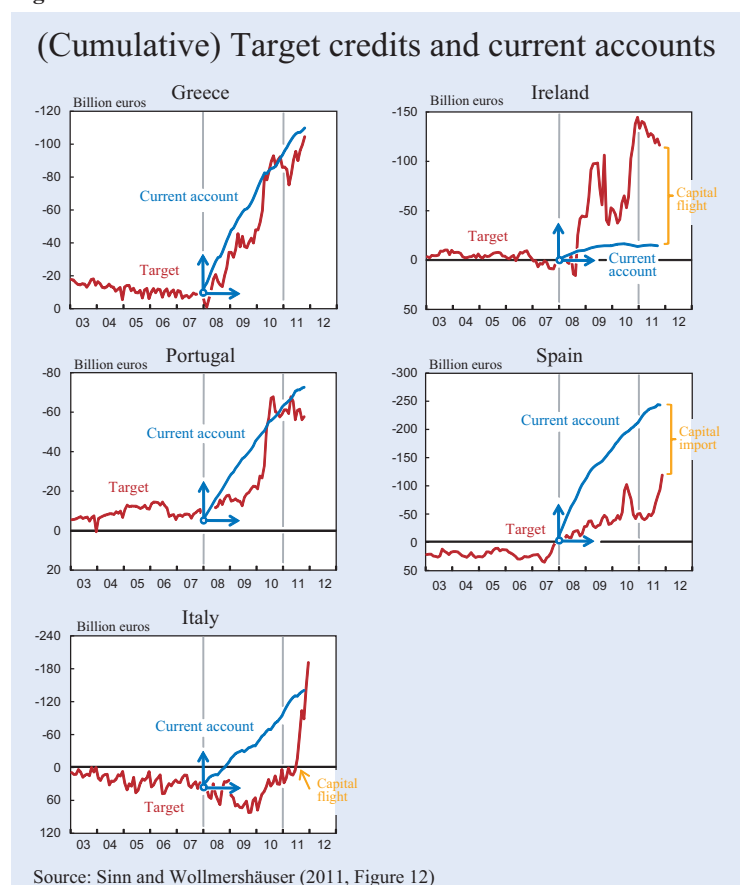 (Cumulative) Target credits and current accounts
Greece
Billion euros
-120
-100
-80
-60
-40
-20
0
Current account
Target
03 04 05 06 07 08 09 10 11 12
Ireland
Billion euros
-150
-100
-50
0
50
Target
Current
account
Capital
flight
03 04 05 06 07 08 09 10 11 12
Portugal
Billion euros
-80
-60
-40
-20
0
20
Current account
Target
03 04 05 06 07 08 09 10 11 12
Spain
Billion euros
-300
-250
-200
-150
-100
-50
0
50
Current account
Target
Capital
import
03 04 05 06 07 08 09 10 11 12
Italy
Billion euros
-240
-180
-120
-60
0
60
120
Current account
Target
Capital
flight
03 04 05 06 07 08 09 10 11 12
Source: Sinn and Wollmershäuser (2011, Figure 12)